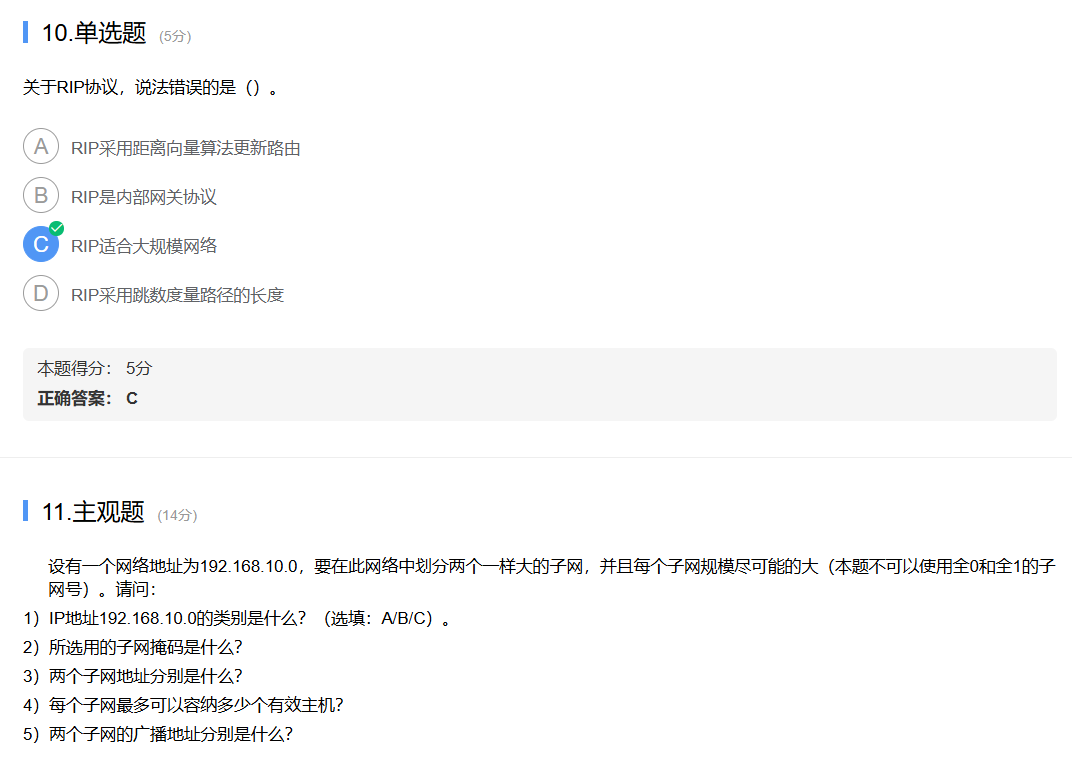 10.单选题 (5分)
关于RIP协议，说法错误的是（）。
A RIP采用距离向量算法更新路由
B RIP是内部网关协议
C RIP适合大规模网络
D RIP采用跳数度量路径的长度
本题得分： 5分
正确答案： C
11.主观题 (14分)
设有一个网络地址为192.168.10.0，要在此网络中划分两个一样大的子网，并且每个子网规模尽可能的大（本题不可以使用全0和全1的子
网号）。请问：
1）IP地址192.168.10.0的类别是什么？（选填：A/B/C）。
2）所选用的子网掩码是什么？
3）两个子网地址分别是什么？
4）每个子网最多可以容纳多少个有效主机？
5）两个子网的广播地址分别是什么？